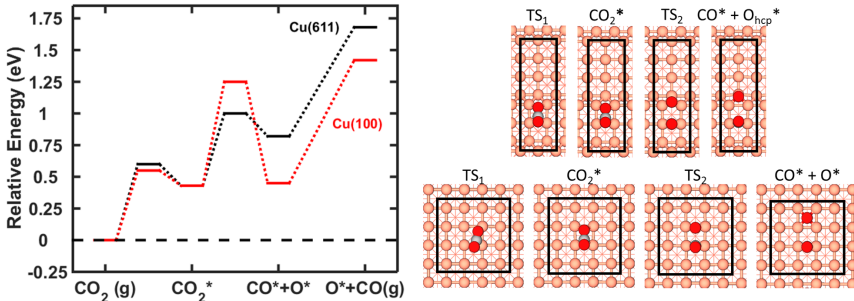 Relative Energy (eV)
1.75
1.5
1.25
1
0.75
0.5
0.25
0
-0.25
Cu(611)
Cu(100)
CO₂ (g)
CO₂*
CO*+O*
O*+CO(g)
TS₁
CO₂*
TS₂
CO* + Oₕcₚ*
TS₁
CO₂*
TS₂
CO* + O*